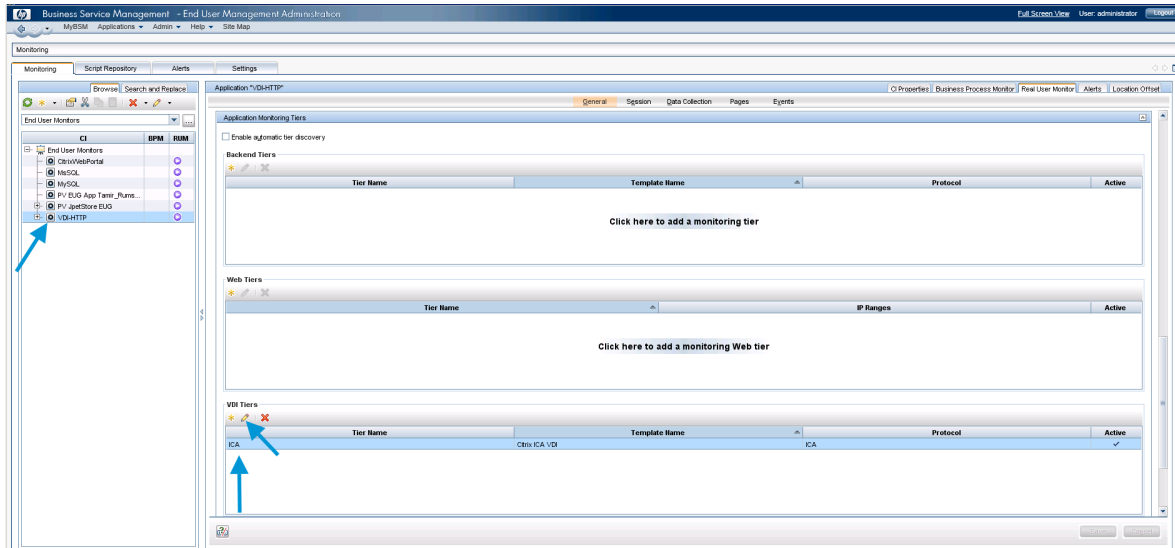 hp Business Service Management - End User Management Administration Full Screen View User: administrator Logout
MyBSM Applications Admin Help Site Map
Monitoring
Monitoring Script Repository Alerts Settings
Browse Search and Replace Application "VDI-HTTP" CI Properties Business Process Monitor Real User Monitor Alerts Location Offset
General Session Data Collection Pages Events
End User Monitors ... Application Monitoring Tiers
CI BPM RUM Enable automatic tier discovery
End User Monitors
CitrixWebPortal
MsSQL
MySQL
PV EUG App Tamir_Rums...
PV JpetStore EUG
VDI-HTTP
Backend Tiers
Tier Name Template Name Protocol Active
Click here to add a monitoring tier
Web Tiers
Tier Name IP Ranges Active
Click here to add a monitoring Web tier
VDI Tiers
Tier Name Template Name Protocol Active
ICA Citrix ICA VDI ICA